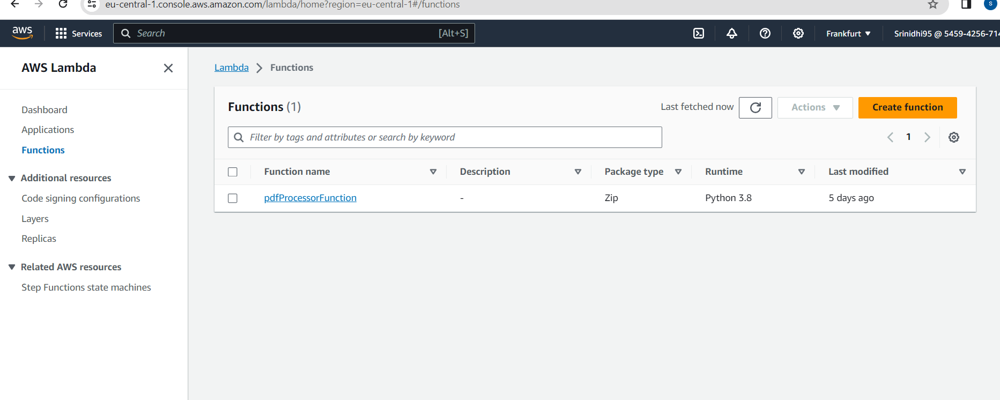 eu-central-1.console.aws.amazon.com/lambda/home?region=eu-central-1#/functions
S
aws
Services
Search
[Alt+S]
Frankfurt
Srinidhi95 @ 5459-4256-714
AWS Lambda
Dashboard
Applications
Functions
Additional resources
Code signing configurations
Layers
Replicas
Related AWS resources
Step Functions state machines
Lambda
Functions
Functions (1)
Last fetched now
Actions
Create function
Filter by tags and attributes or search by keyword
1
Function name Description Package type Runtime Last modified
pdfProcessorFunction - Zip Python 3.8 5 days ago